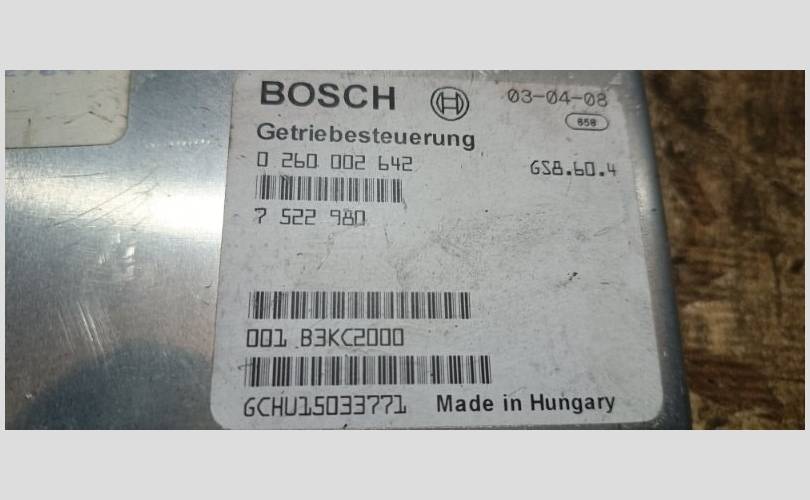 BOSCH
03-04-08
858
Getriebesteuerung
0 260 002 642
GS8.60.4
7 522 980
001 B3KC2000
GCHU15033771
Made in Hungary